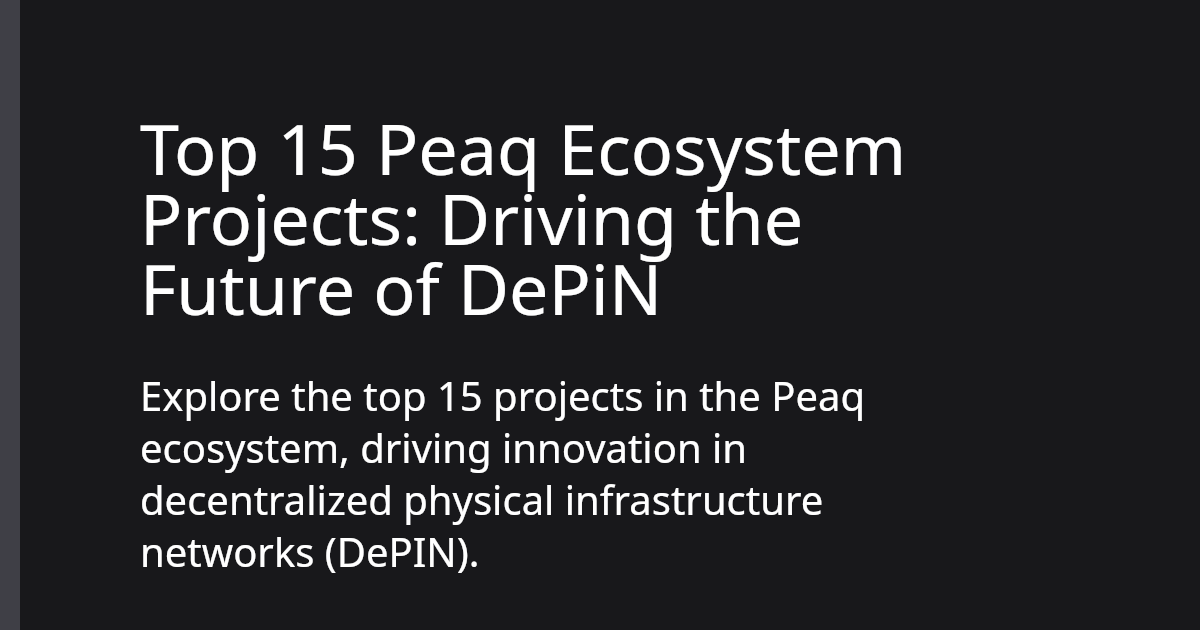 Top 15 Peaq Ecosystem
Projects: Driving the
Future of DePiN
Explore the top 15 projects in the Peaq
ecosystem, driving innovation in
decentralized physical infrastructure
networks (DePIN).